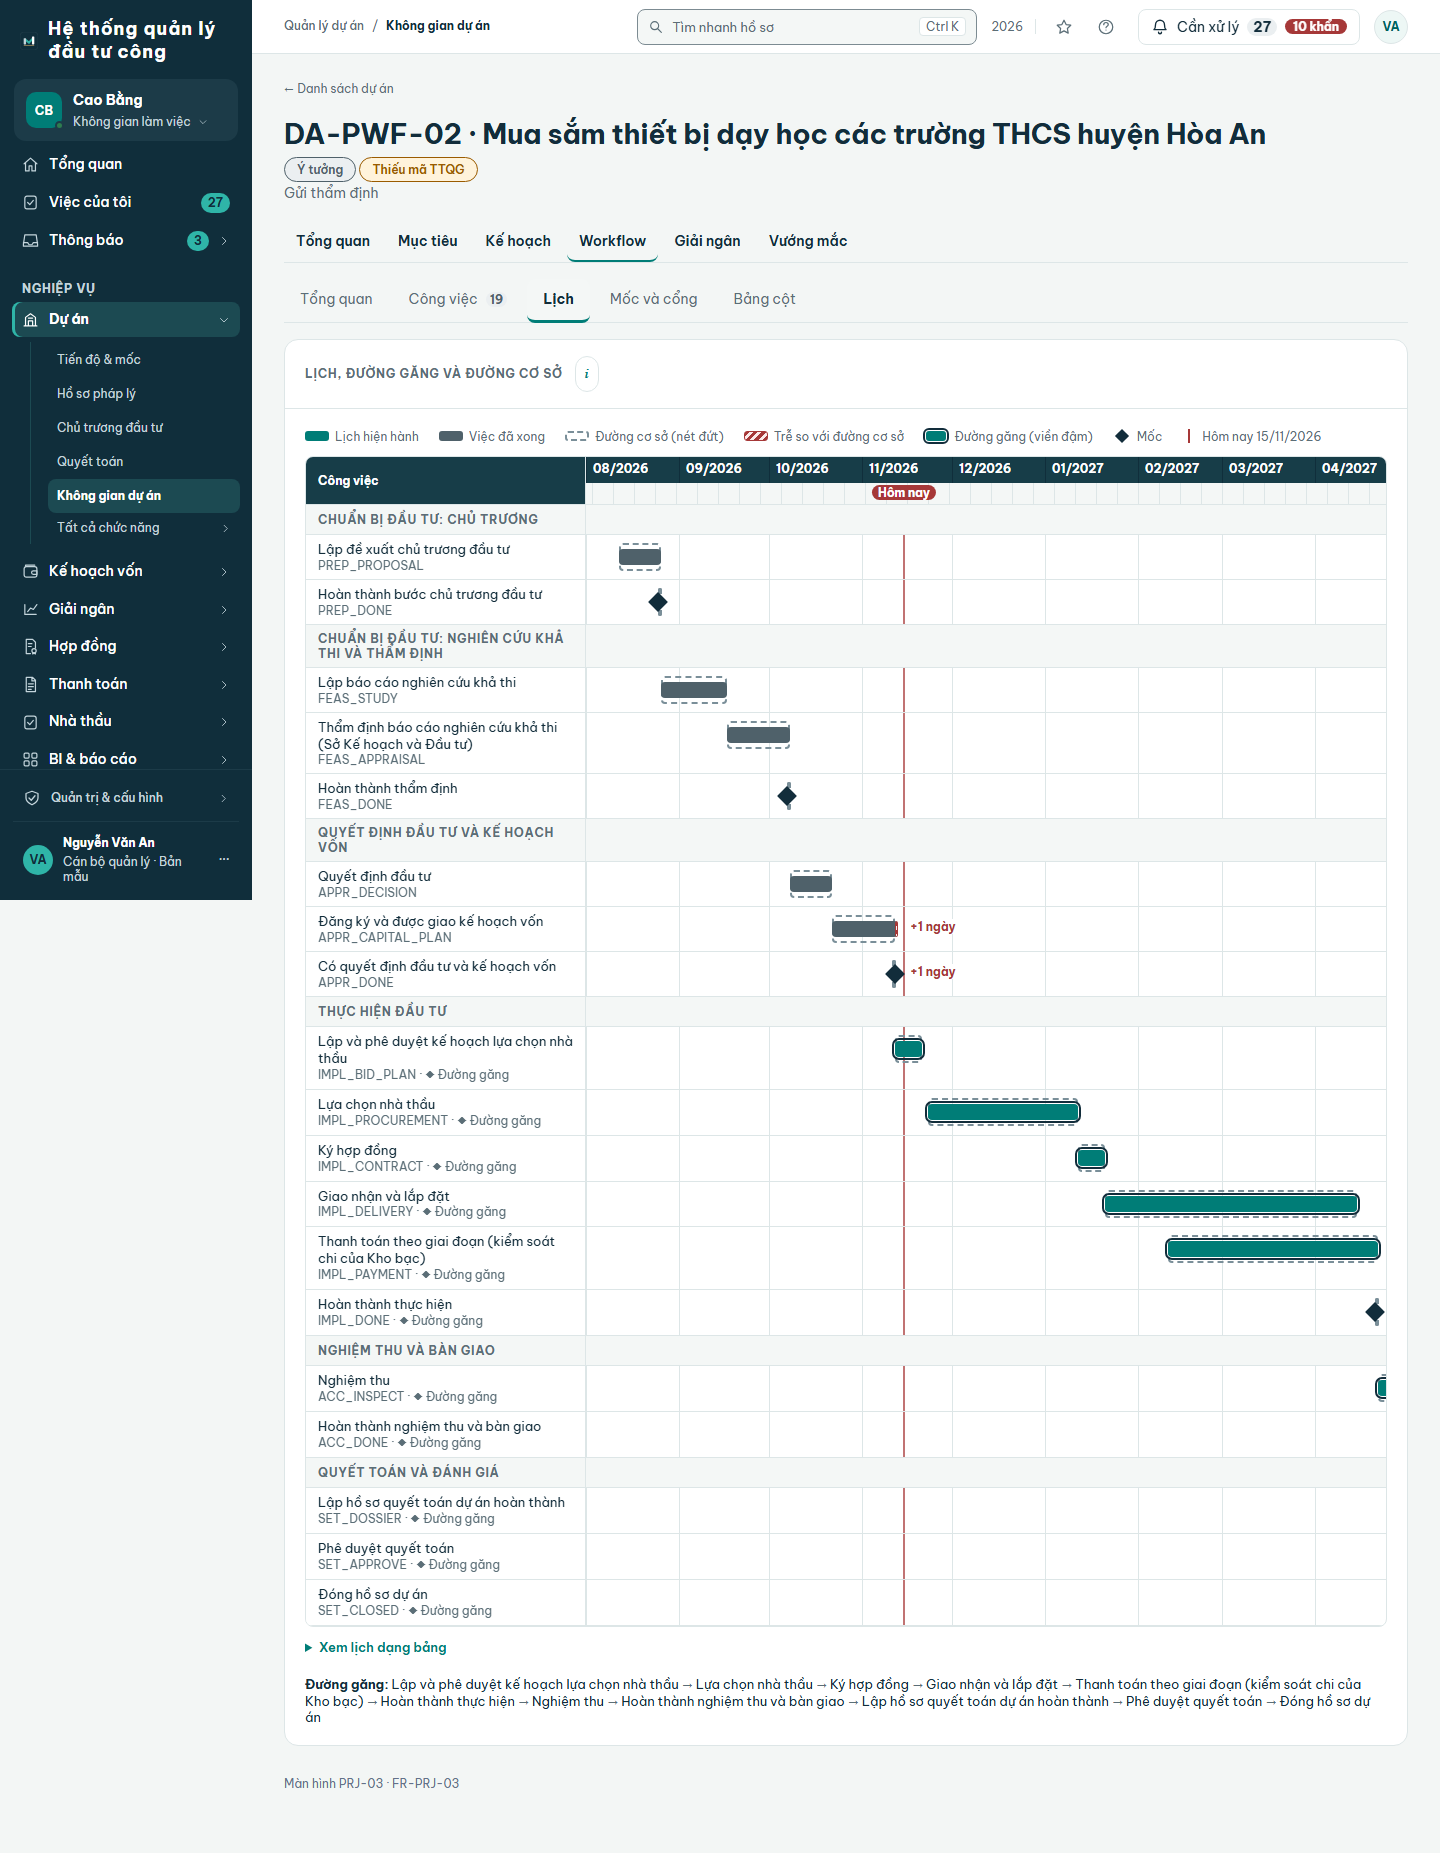 Hệ thống quản lý
đầu tư công
CB
Cao Bằng
Không gian làm việc
Tổng quan
Việc của tôi 27
Thông báo 3
NGHIỆP VỤ
Dự án
Tiến độ & mốc
Hồ sơ pháp lý
Chủ trương đầu tư
Quyết toán
Không gian dự án
Tất cả chức năng
Kế hoạch vốn
Giải ngân
Hợp đồng
Thanh toán
Nhà thầu
BI & báo cáo
Quản trị & cấu hình
VA
Nguyễn Văn An
Cán bộ quản lý · Bản
mẫu
Quản lý dự án / Không gian dự án
Tìm nhanh hồ sơ Ctrl K
2026
Cần xử lý 27 10 khẩn
VA
← Danh sách dự án
DA-PWF-02 · Mua sắm thiết bị dạy học các trường THCS huyện Hòa An
Ý tưởng Thiếu mã TTQG
Gửi thẩm định
Tổng quan Mục tiêu Kế hoạch Workflow Giải ngân Vướng mắc
Tổng quan Công việc 19 Lịch Mốc và cổng Bảng cột
LỊCH, ĐƯỜNG GĂNG VÀ ĐƯỜNG CƠ SỞ i
Lịch hiện hành Việc đã xong Đường cơ sở (nét đứt) Trễ so với đường cơ sở Đường găng (viền đậm) Mốc Hôm nay 15/11/2026
Công việc 08/2026 09/2026 10/2026 11/2026 12/2026 01/2027 02/2027 03/2027 04/2027
Hôm nay
CHUẨN BỊ ĐẦU TƯ: CHỦ TRƯƠNG
Lập đề xuất chủ trương đầu tư
PREP_PROPOSAL
Hoàn thành bước chủ trương đầu tư
PREP_DONE
CHUẨN BỊ ĐẦU TƯ: NGHIÊN CỨU KHẢ
THI VÀ THẨM ĐỊNH
Lập báo cáo nghiên cứu khả thi
FEAS_STUDY
Thẩm định báo cáo nghiên cứu khả thi
(Sở Kế hoạch và Đầu tư)
FEAS_APPRAISAL
Hoàn thành thẩm định
FEAS_DONE
QUYẾT ĐỊNH ĐẦU TƯ VÀ KẾ HOẠCH
VỐN
Quyết định đầu tư
APPR_DECISION
Đăng ký và được giao kế hoạch vốn
APPR_CAPITAL_PLAN
+1 ngày
Có quyết định đầu tư và kế hoạch vốn
APPR_DONE
+1 ngày
THỰC HIỆN ĐẦU TƯ
Lập và phê duyệt kế hoạch lựa chọn nhà
thầu
IMPL_BID_PLAN · ◆ Đường găng
Lựa chọn nhà thầu
IMPL_PROCUREMENT · ◆ Đường găng
Ký hợp đồng
IMPL_CONTRACT · ◆ Đường găng
Giao nhận và lắp đặt
IMPL_DELIVERY · ◆ Đường găng
Thanh toán theo giai đoạn (kiểm soát
chi của Kho bạc)
IMPL_PAYMENT · ◆ Đường găng
Hoàn thành thực hiện
IMPL_DONE · ◆ Đường găng
NGHIỆM THU VÀ BÀN GIAO
Nghiệm thu
ACC_INSPECT · ◆ Đường găng
Hoàn thành nghiệm thu và bàn giao
ACC_DONE · ◆ Đường găng
QUYẾT TOÁN VÀ ĐÁNH GIÁ
Lập hồ sơ quyết toán dự án hoàn thành
SET_DOSSIER · ◆ Đường găng
Phê duyệt quyết toán
SET_APPROVE · ◆ Đường găng
Đóng hồ sơ dự án
SET_CLOSED · ◆ Đường găng
▶ Xem lịch dạng bảng
Đường găng: Lập và phê duyệt kế hoạch lựa chọn nhà thầu → Lựa chọn nhà thầu → Ký hợp đồng → Giao nhận và lắp đặt → Thanh toán theo giai đoạn (kiểm soát chi của
Kho bạc) → Hoàn thành thực hiện → Nghiệm thu → Hoàn thành nghiệm thu và bàn giao → Lập hồ sơ quyết toán dự án hoàn thành → Phê duyệt quyết toán → Đóng hồ sơ dự
án
Màn hình PRJ-03 · FR-PRJ-03